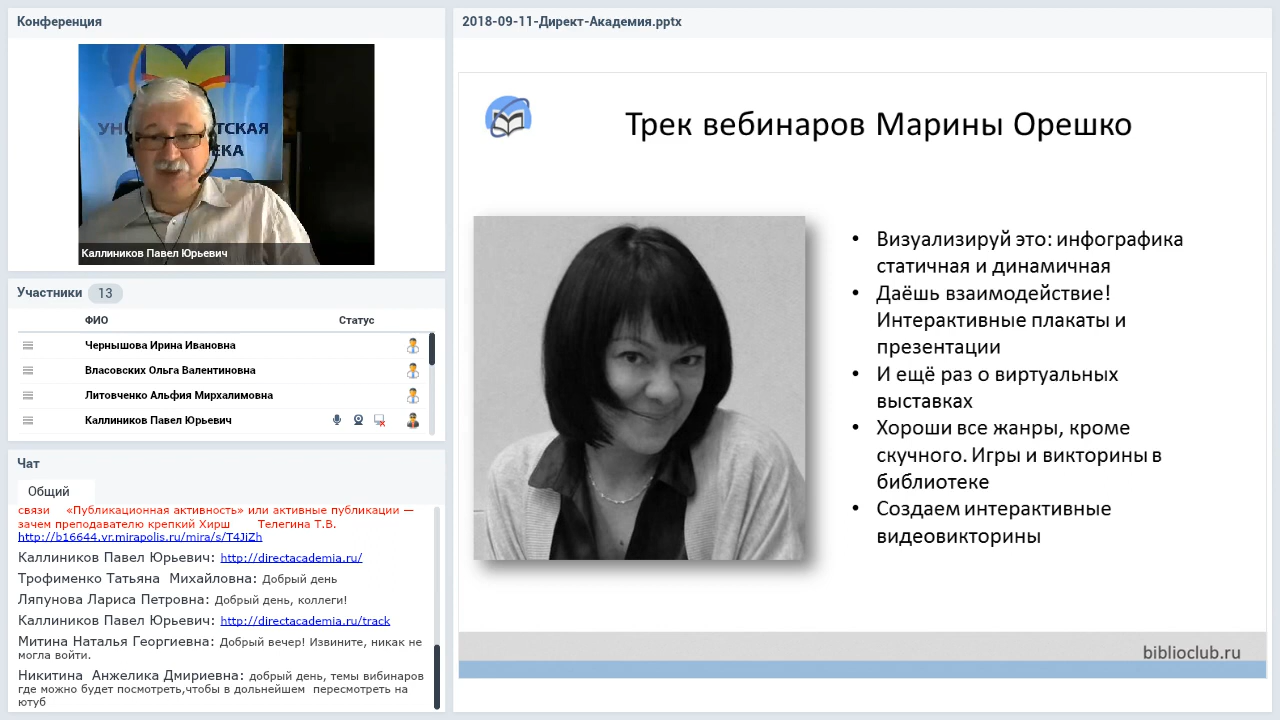 Конференция
УНИ
ТСКАЯ
ЕКА
Каллиников Павел Юрьевич
Участники 13
ФИО Статус
Чернышова Ирина Ивановна
Власовских Ольга Валентиновна
Литовченко Альфия Мирхалимовна
Каллиников Павел Юрьевич
Чат
Общий
связи «Публикационная активность» или активные публикации —
зачем преподавателю крепкий Хирш Телегина Т.В.
http://b16644.vr.mirapolis.ru/mira/s/T4JiZh
Каллиников Павел Юрьевич: http://directacademia.ru/
Трофименко Татьяна Михайловна: Добрый день
Ляпунова Лариса Петровна: Добрый день, коллеги!
Каллиников Павел Юрьевич: http://directacademia.ru/track
Митина Наталья Георгиевна: Добрый вечер! Извините, никак не
могла войти.
Никитина Анжелика Дмириевна: добрый день, темы вибинаров
где можно будет посмотреть,чтобы в дольнейшем пересмотреть на
ютуб
2018-09-11-Директ-Академия.pptx
Трек вебинаров Марины Орешко
• Визуализируй это: инфографика
статичная и динамичная
• Даёшь взаимодействие!
Интерактивные плакаты и
презентации
• И ещё раз о виртуальных
выставках
• Хороши все жанры, кроме
скучного. Игры и викторины в
библиотеке
• Создаем интерактивные
видеовикторины
biblioclub.ru